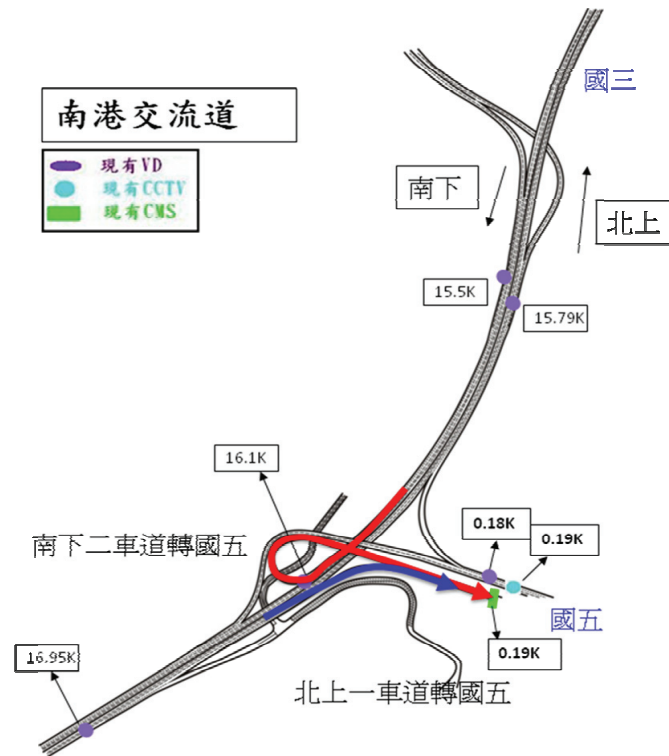 國三
南港交流道
現有VD
現有CCTV
現有CMS
南下
北上
15.5K
15.79K
16.1K
南下二車道轉國五
0.18K
0.19K
國五
0.19K
16.95K
北上一車道轉國五